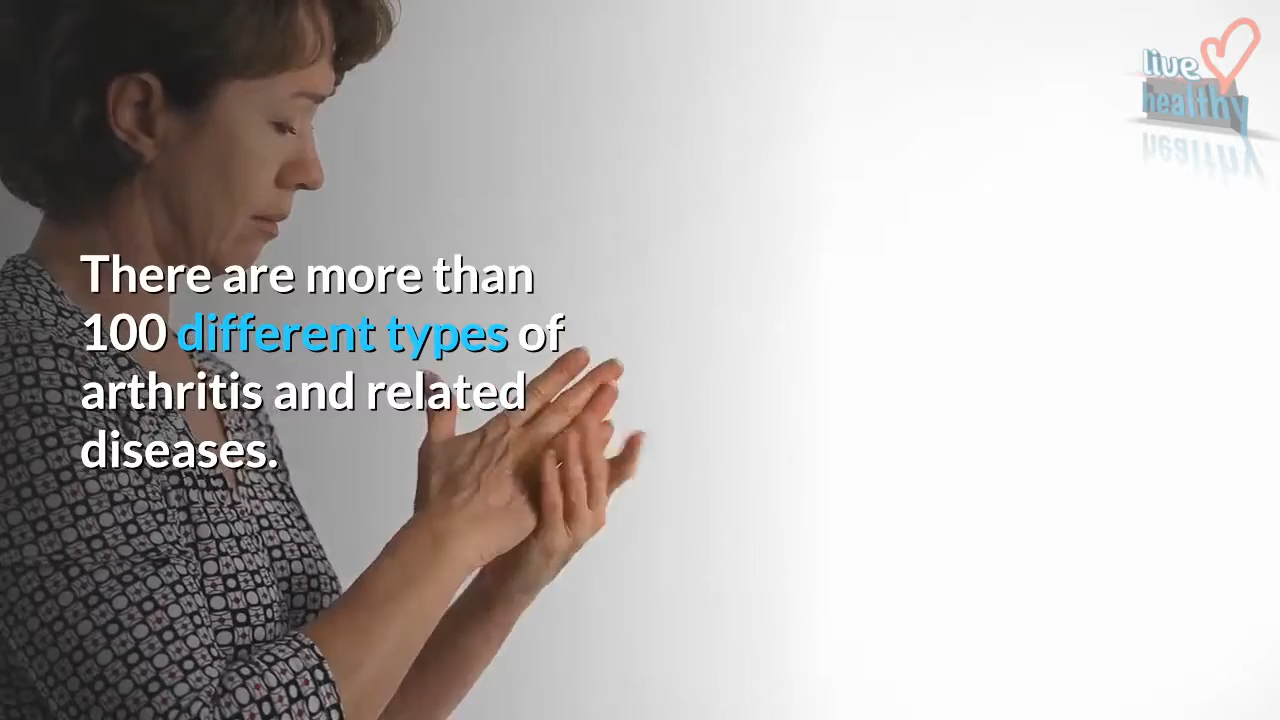 live
healthy
There are more than
100 different types of
arthritis and related
diseases.